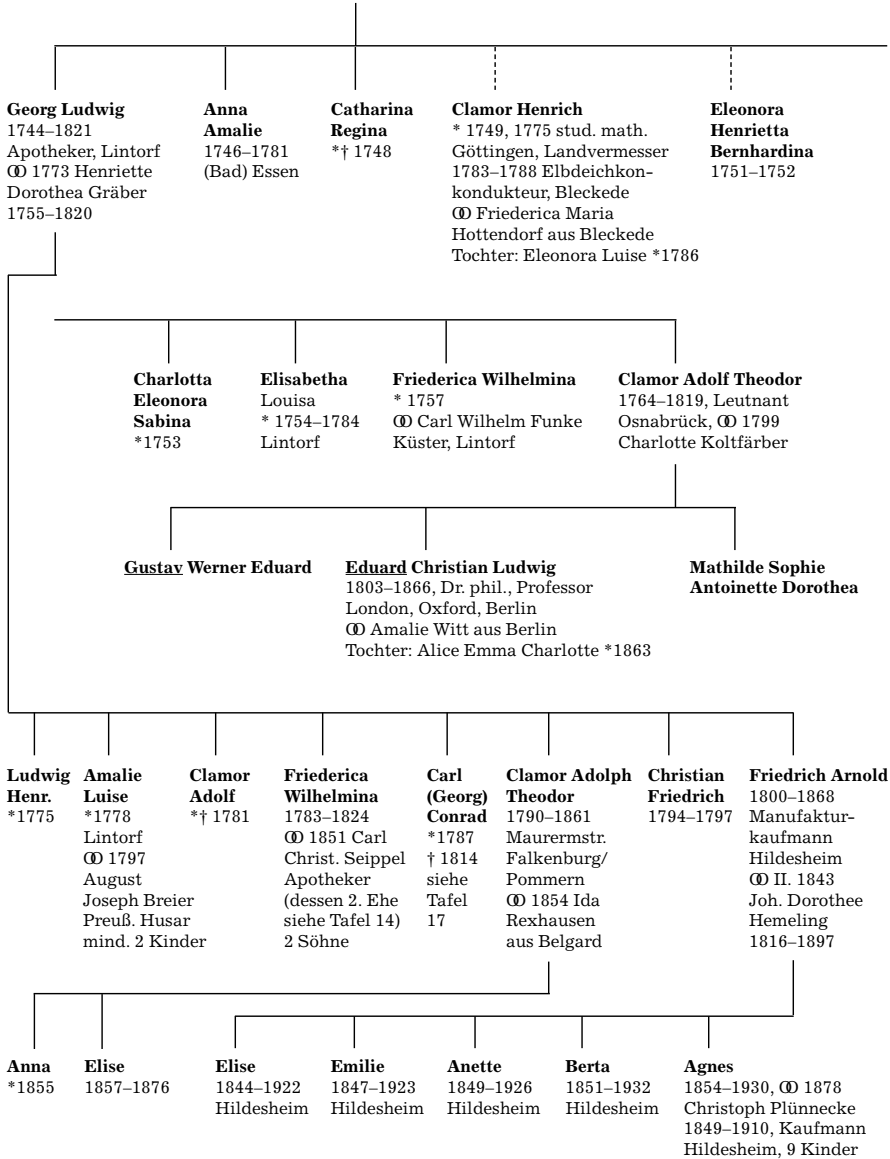 Georg Ludwig
1744–1821
Apotheker, Lintorf
ꝏ 1773 Henriette
Dorothea Gräber
1755–1820
Anna
Amalie
1746–1781
(Bad) Essen
Catharina
Regina
*† 1748
Clamor Henrich
* 1749, 1775 stud. math.
Göttingen, Landvermesser
1783–1788 Elbdeichkon-
kondukteur, Bleckede
ꝏ Friederica Maria
Hottendorf aus Bleckede
Tochter: Eleonora Luise *1786
Eleonora
Henrietta
Bernhardina
1751–1752
Charlotta
Eleonora
Sabina
*1753
Elisabetha
Louisa
* 1754–1784
Lintorf
Friederica Wilhelmina
* 1757
ꝏ Carl Wilhelm Funke
Küster, Lintorf
Clamor Adolf Theodor
1764–1819, Leutnant
Osnabrück, ꝏ 1799
Charlotte Koltfärber
Gustav Werner Eduard
Eduard Christian Ludwig
1803–1866, Dr. phil., Professor
London, Oxford, Berlin
ꝏ Amalie Witt aus Berlin
Tochter: Alice Emma Charlotte *1863
Mathilde Sophie
Antoinette Dorothea
Ludwig
Henr.
*1775
Amalie
Luise
*1778
Lintorf
ꝏ 1797
August
Joseph Breier
Preuß. Husar
mind. 2 Kinder
Clamor
Adolf
*† 1781
Friederica
Wilhelmina
1783–1824
ꝏ 1851 Carl
Christ. Seippel
Apotheker
(dessen 2. Ehe
siehe Tafel 14)
2 Söhne
Carl
(Georg)
Conrad
*1787
† 1814
siehe
Tafel
17
Clamor Adolph
Theodor
1790–1861
Maurermstr.
Falkenburg/
Pommern
ꝏ 1854 Ida
Rexhausen
aus Belgard
Christian
Friedrich
1794–1797
Friedrich Arnold
1800–1868
Manufaktur-
kaufmann
Hildesheim
ꝏ II. 1843
Joh. Dorothee
Hemeling
1816–1897
Anna
*1855
Elise
1857–1876
Elise
1844–1922
Hildesheim
Emilie
1847–1923
Hildesheim
Anette
1849–1926
Hildesheim
Berta
1851–1932
Hildesheim
Agnes
1854–1930, ꝏ 1878
Christoph Plünnecke
1849–1910, Kaufmann
Hildesheim, 9 Kinder